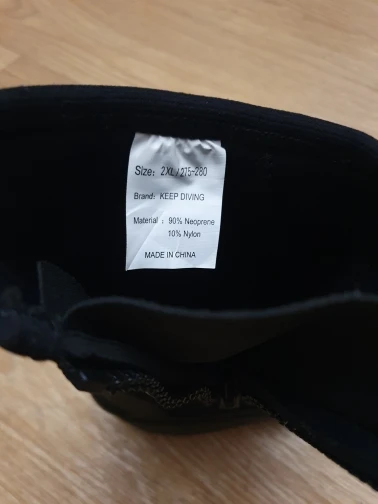 Size: 2XL/275-280
Brand: KEEP DIVING
Material : 90% Neoprene
10% Nylon
MADE IN CHINA